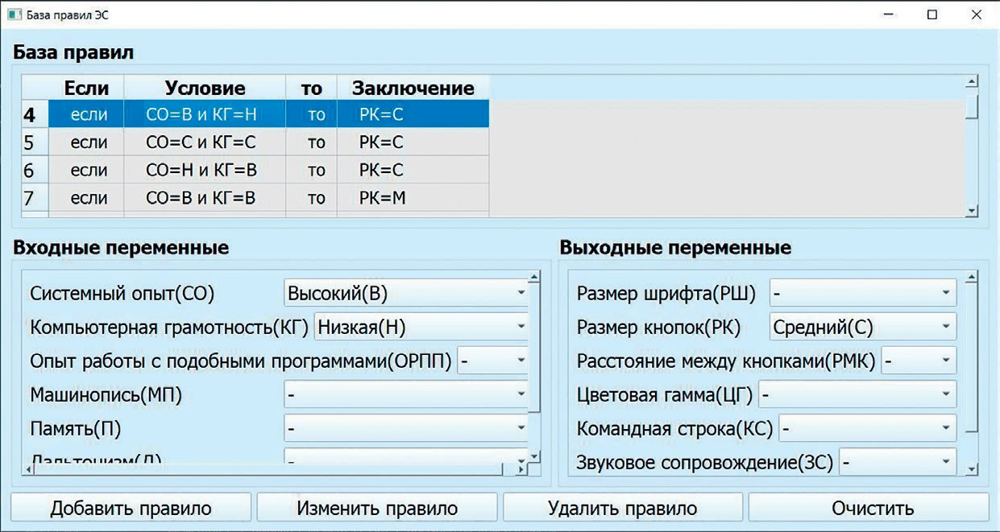 База правил ЭС
База правил
Если Условие то Заключение
4 если СО=В и КГ=Н то РК=С
5 если СО=С и КГ=С то РК=С
6 если СО=Н и КГ=В то РК=С
7 если СО=В и КГ=В то РК=М
Входные переменные
Системный опыт(СО) Высокий(В)
Компьютерная грамотность(КГ) Низкая(Н)
Опыт работы с подобными программами(ОРПП) -
Машинопись(МП) -
Память(П) -
Дальтонизм(Д) -
Выходные переменные
Размер шрифта(РШ) -
Размер кнопок(РК) Средний(С)
Расстояние между кнопками(РМК) -
Цветовая гамма(ЦГ) -
Командная строка(КС) -
Звуковое сопровождение(ЗС) -
Добавить правило Изменить правило Удалить правило Очистить